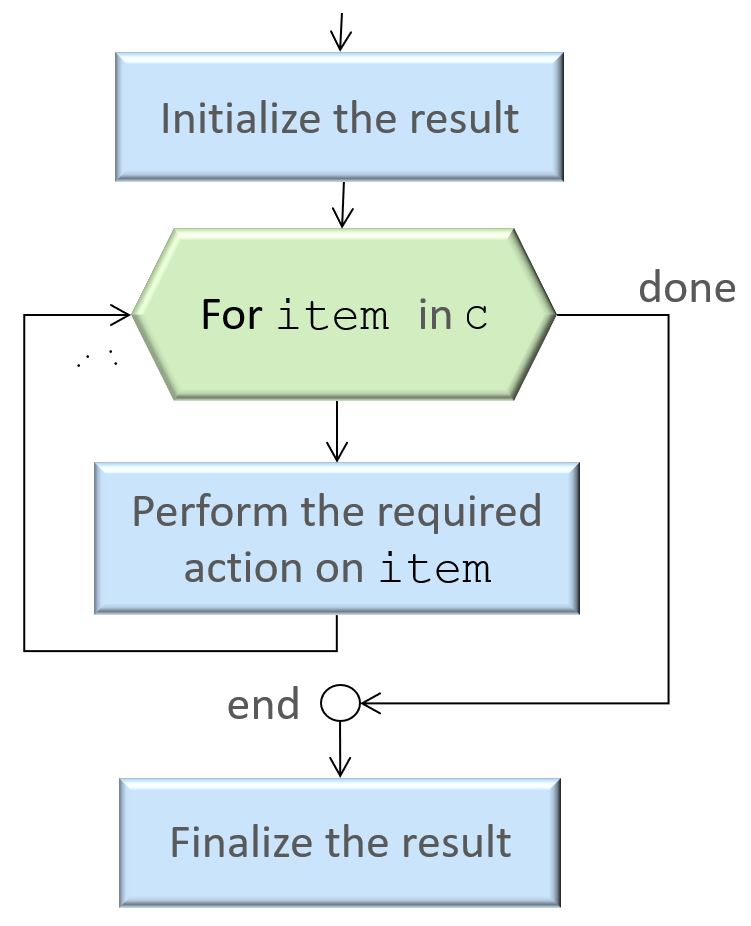 Initialize the result
For item in C
done
Perform the required
action on item
end
Finalize the result